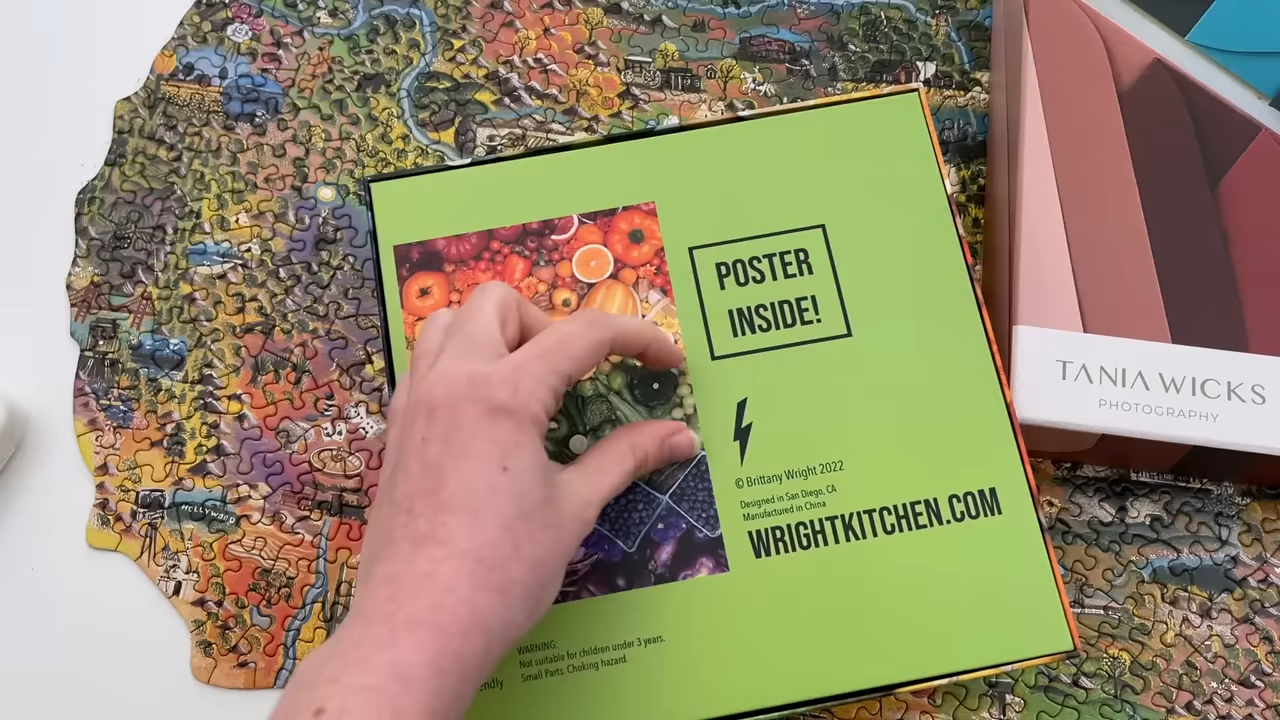 POSTER
INSIDE!
© Brittany Wright 2022
Designed in San Diego, CA
Manufactured in China
WRIGHTKITCHEN.COM
WARNING:
Not suitable for children under 3 years.
Small Parts. Choking hazard.
endly
TANIA WICKS
PHOTOGRAPHY
HOLLYWOOD